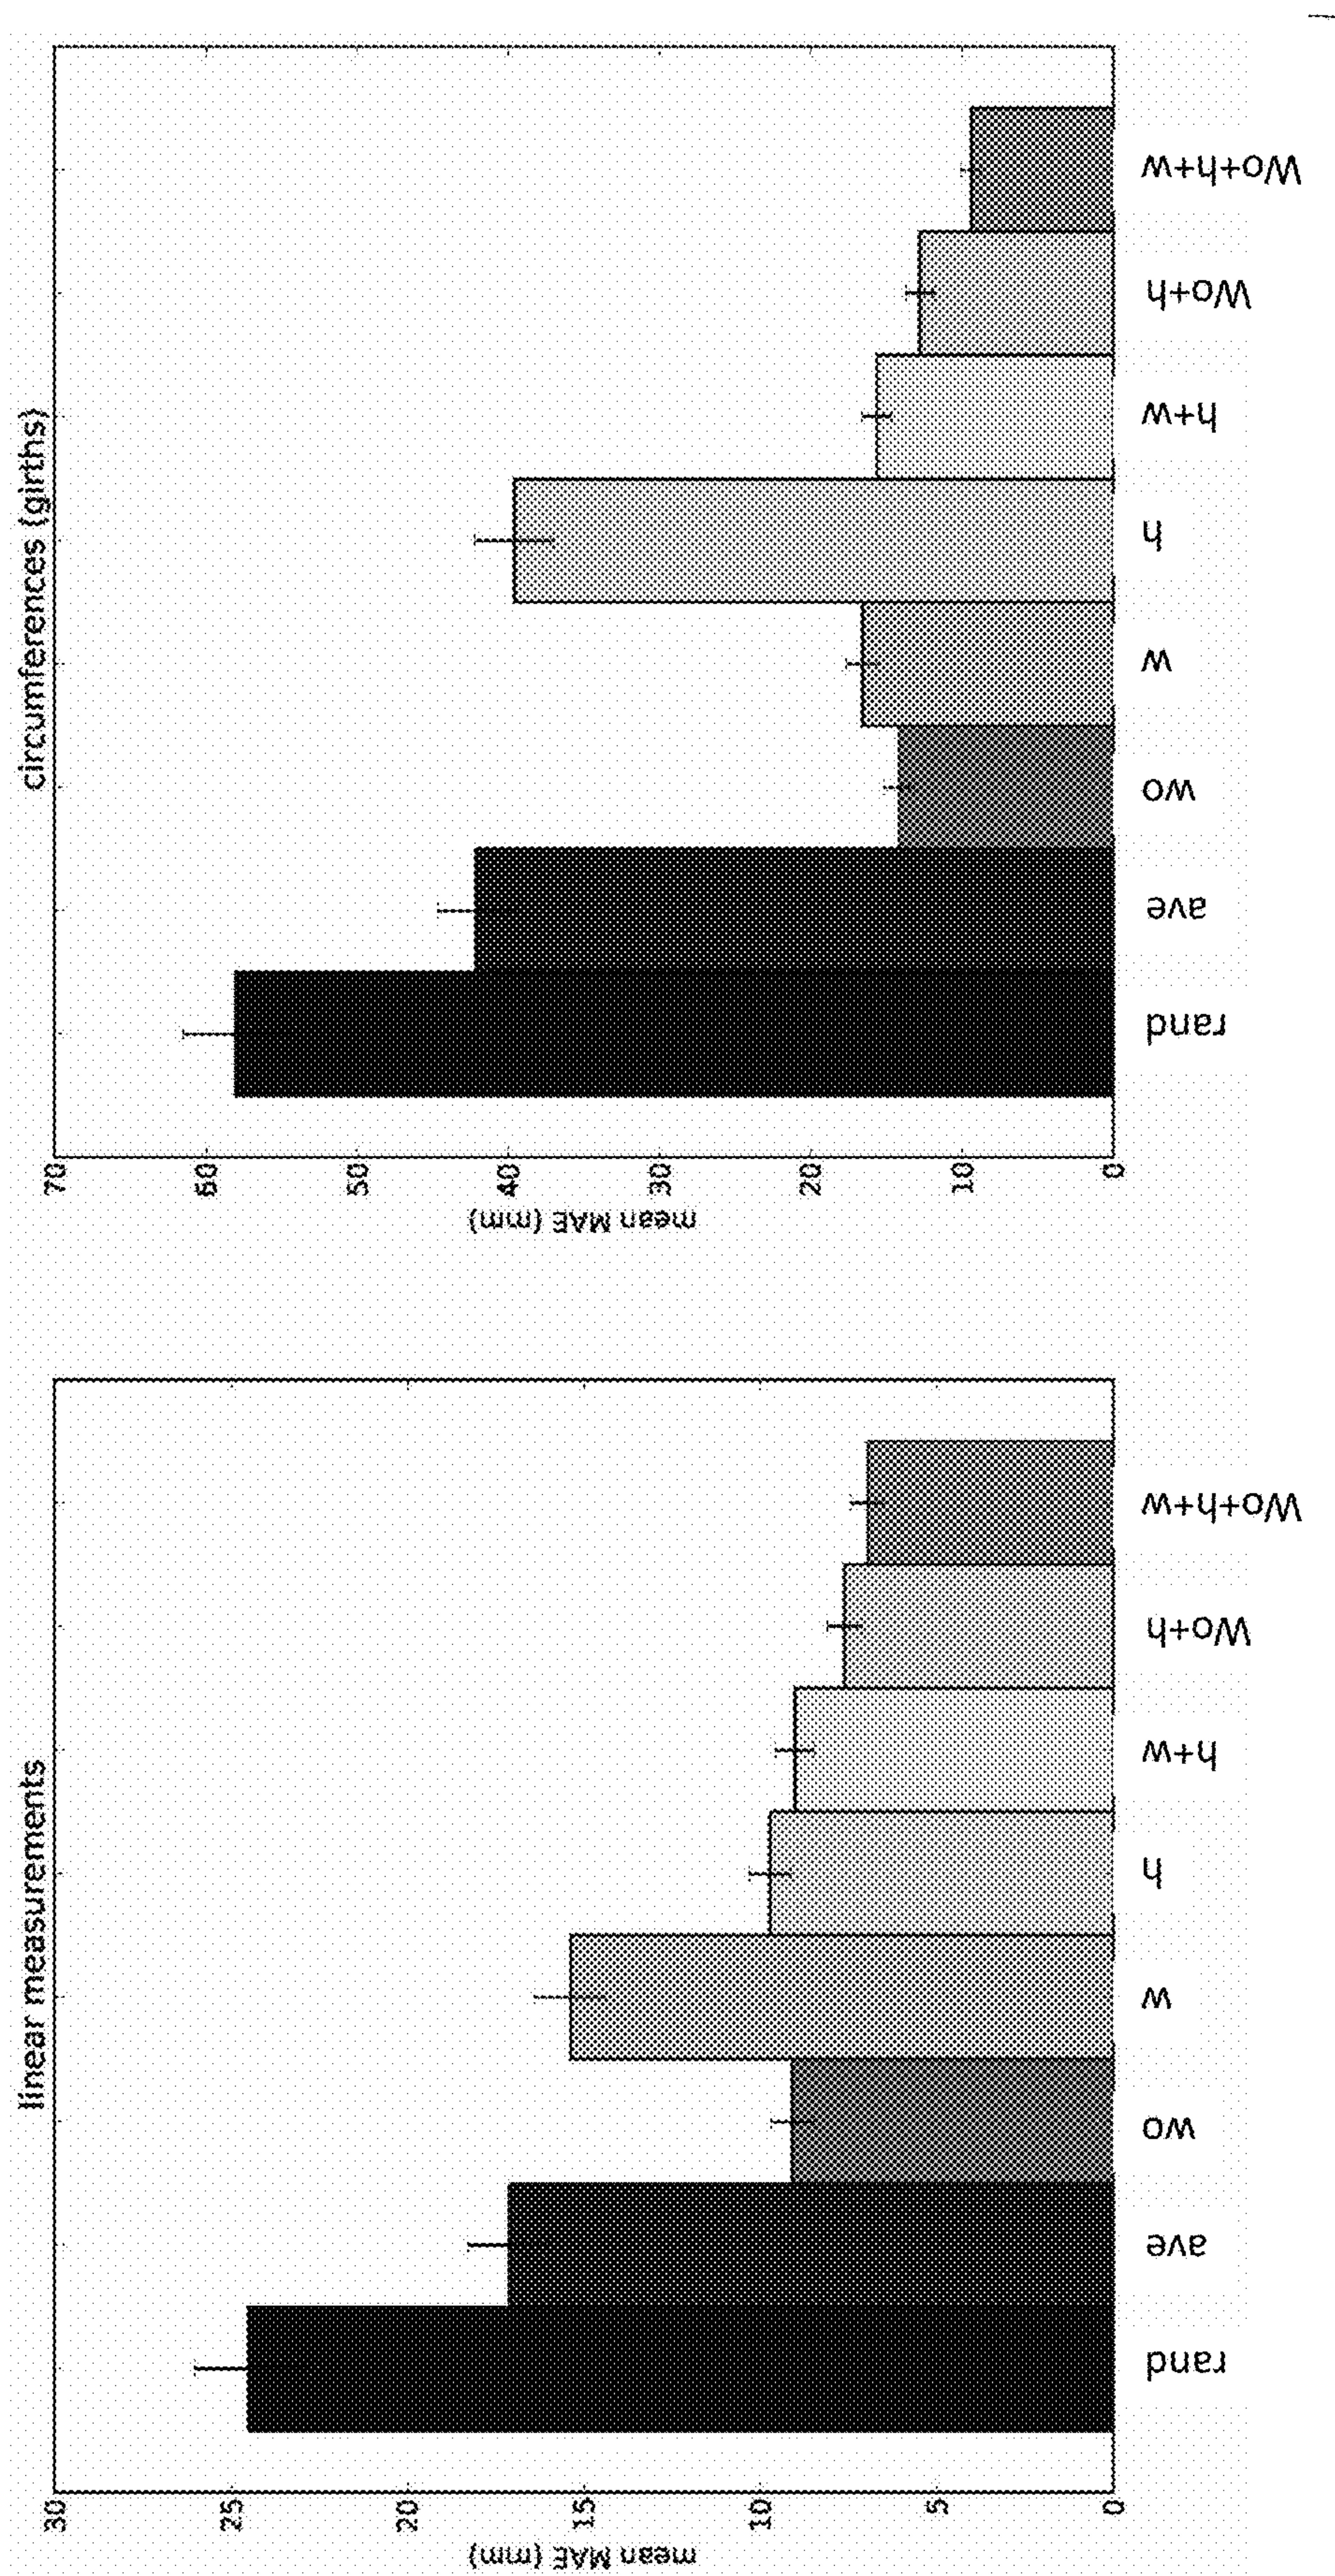 linear measurements
mean MAE (mm)
30
25
20
15
10
5
0
rand
ave
wo
w
h
h+w
Wo+h
Wo+h+w
circumferences (girths)
mean MAE (mm)
70
60
50
40
30
20
10
0
rand
ave
wo
w
h
h+w
Wo+h
Wo+h+w